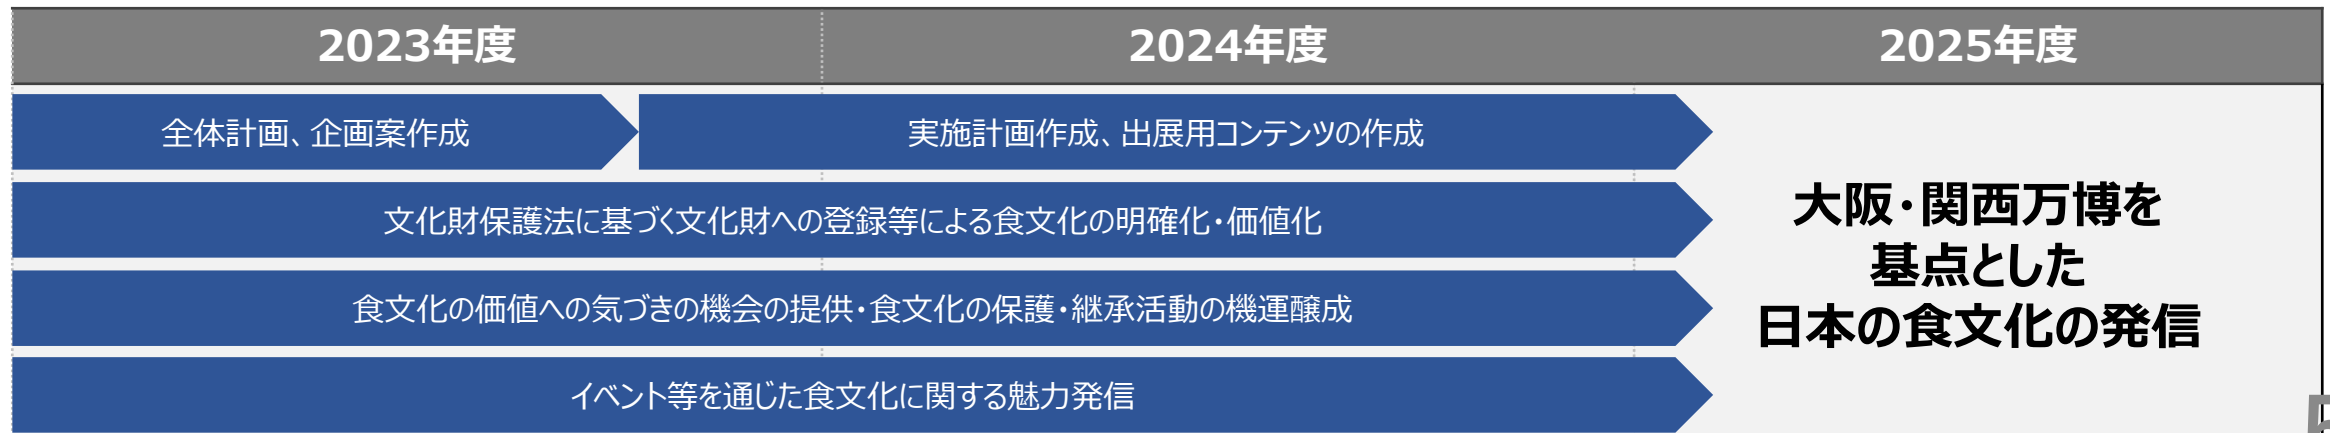 2023年度
2024年度
2025年度
全体計画、企画案作成
実施計画作成、出展用コンテンツの作成
文化財保護法に基づく文化財への登録等による食文化の明確化・価値化
食文化の価値への気づきの機会の提供・食文化の保護・継承活動の機運醸成
イベント等を通じた食文化に関する魅力発信
大阪・関西万博を
基点とした
日本の食文化の発信